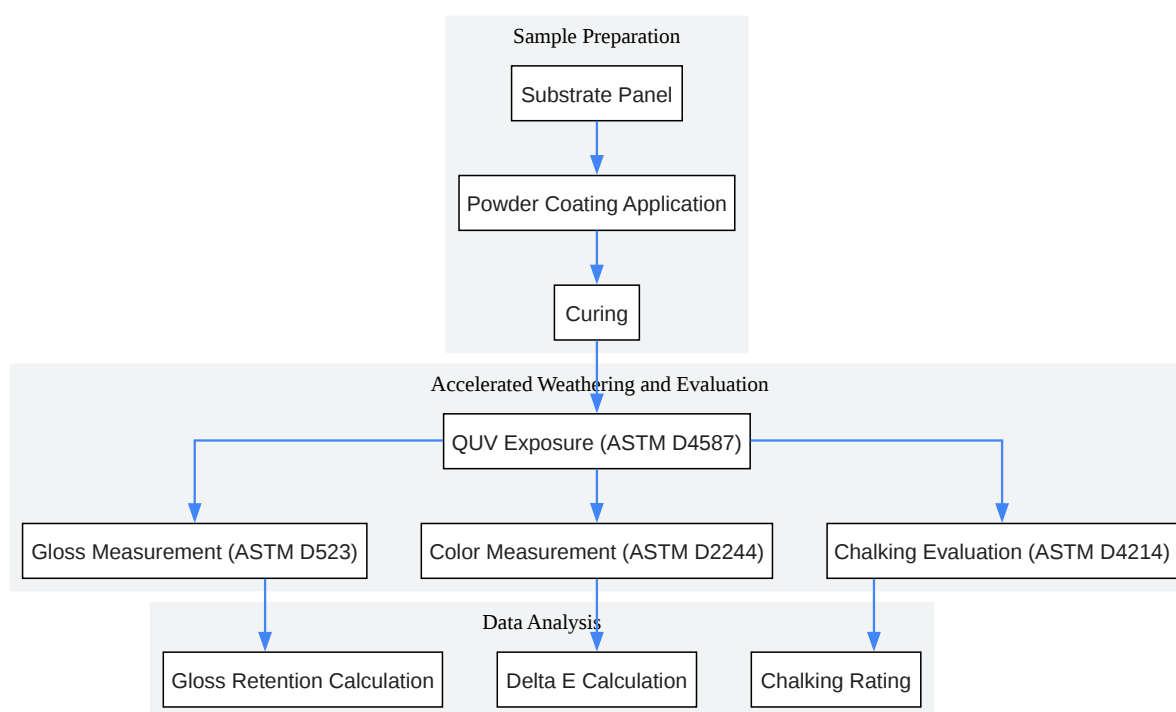 Sample Preparation
Substrate Panel
Powder Coating Application
Curing
Accelerated Weathering and Evaluation
QUV Exposure (ASTM D4587)
Gloss Measurement (ASTM D523)
Color Measurement (ASTM D2244)
Chalking Evaluation (ASTM D4214)
Data Analysis
Gloss Retention Calculation
Delta E Calculation
Chalking Rating